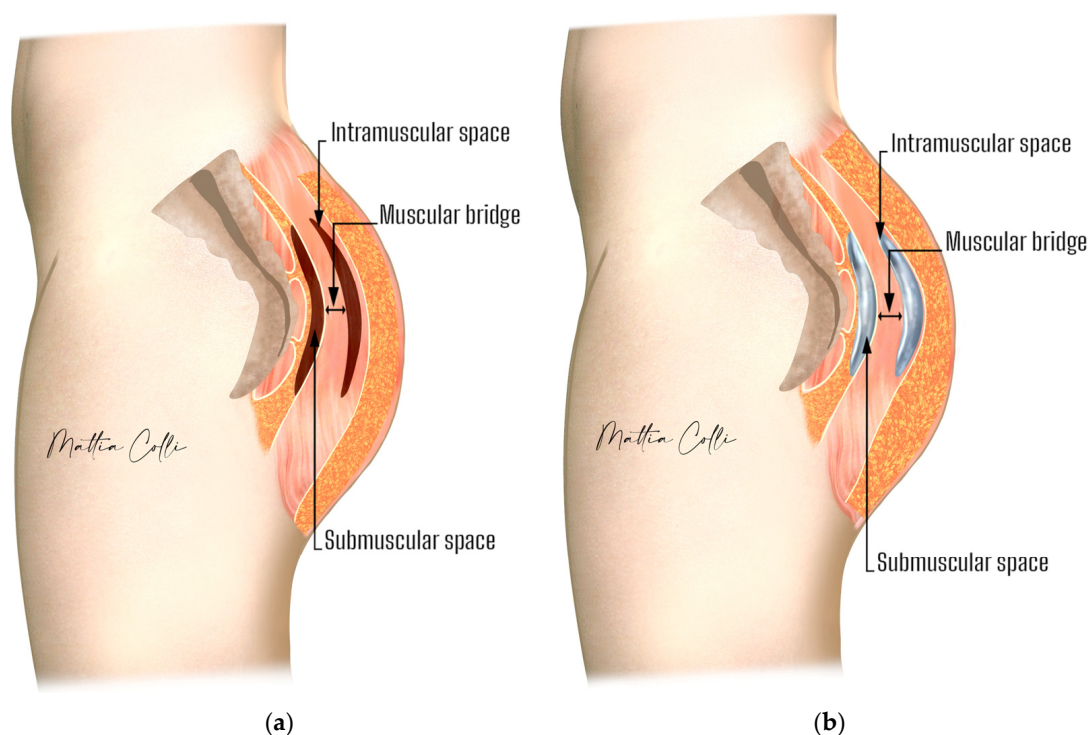 Intramuscular space
Muscular bridge
Mattia Colli
Submuscular space
(a)
Intramuscular space
Muscular bridge
Mattia Colli
Submuscular space
(b)